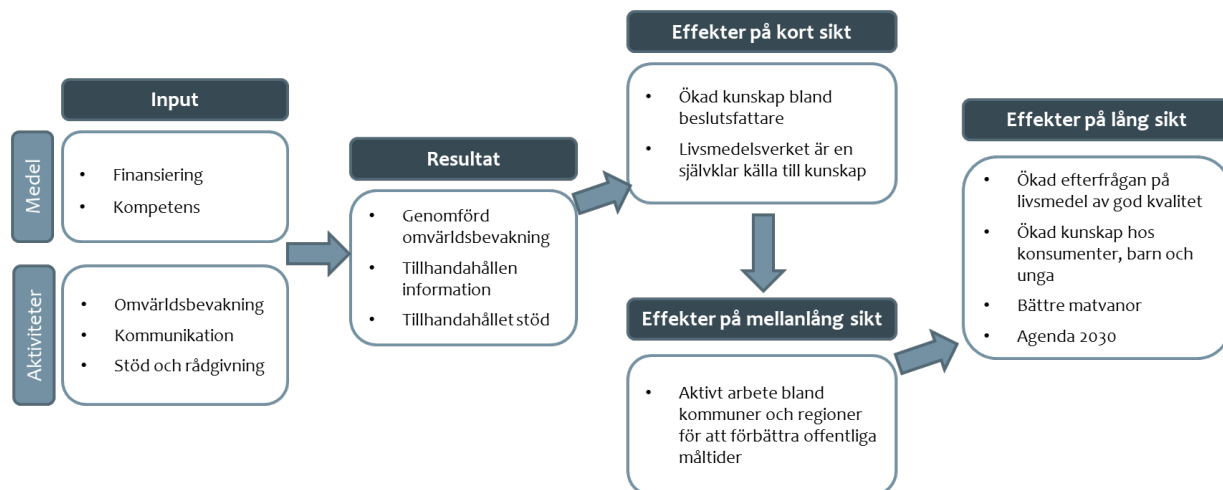 Input
Medel
• Finansiering
• Kompetens
Aktiviteter
• Omvärldsbevakning
• Kommunikation
• Stöd och rådgivning
Resultat
• Genomförd
omvärldsbevakning
• Tillhandahållen
information
• Tillhandahållet stöd
Effekter på kort sikt
• Ökad kunskap bland
beslutsfattare
• Livsmedelsverket är en
självklar källa till kunskap
Effekter på mellanlång sikt
• Aktivt arbete bland
kommuner och regioner
för att förbättra offentliga
måltider
Effekter på lång sikt
• Ökad efterfrågan på
livsmedel av god kvalitet
• Ökad kunskap hos
konsumenter, barn och
unga
• Bättre matvanor
• Agenda 2030